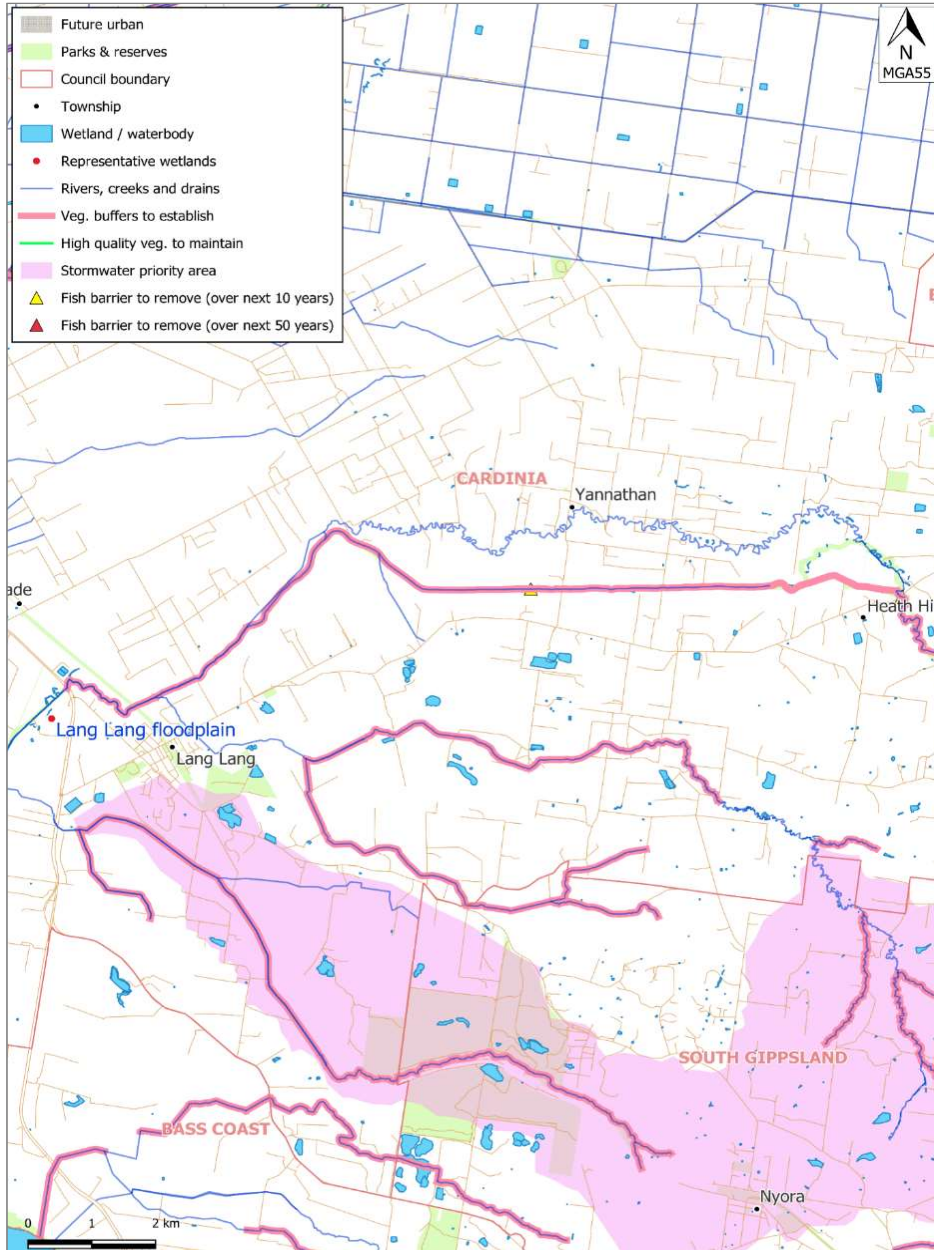 Future urban
Parks & reserves
Council boundary
Township
Wetland / waterbody
Representative wetlands
Rivers, creeks and drains
Veg. buffers to establish
High quality veg. to maintain
Stormwater priority area
Fish barrier to remove (over next 10 years)
Fish barrier to remove (over next 50 years)
N
MGA55
CARDINIA
Yannathan
ade
Heath Hi
Lang Lang floodplain
Lang Lang
SOUTH GIPPSLAND
BASS COAST
Nyora
0 1 2 km